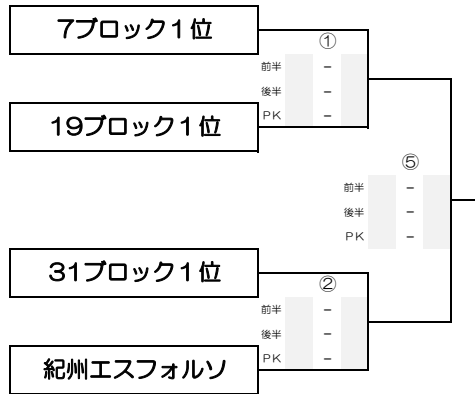 7ブロック1位
①
前半 -
後半 -
PK -
19ブロック1位
⑤
前半 -
後半 -
PK -
31ブロック1位
②
前半 -
後半 -
PK -
紀州エスフォルソ